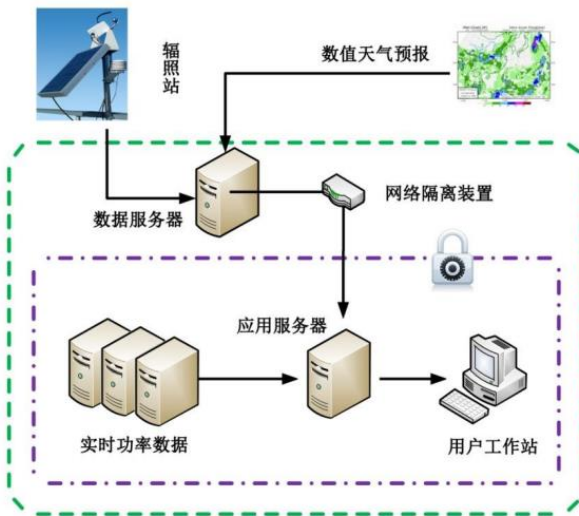 辐照站
数值天气预报
数据服务器
网络隔离装置
应用服务器
实时功率数据
用户工作站